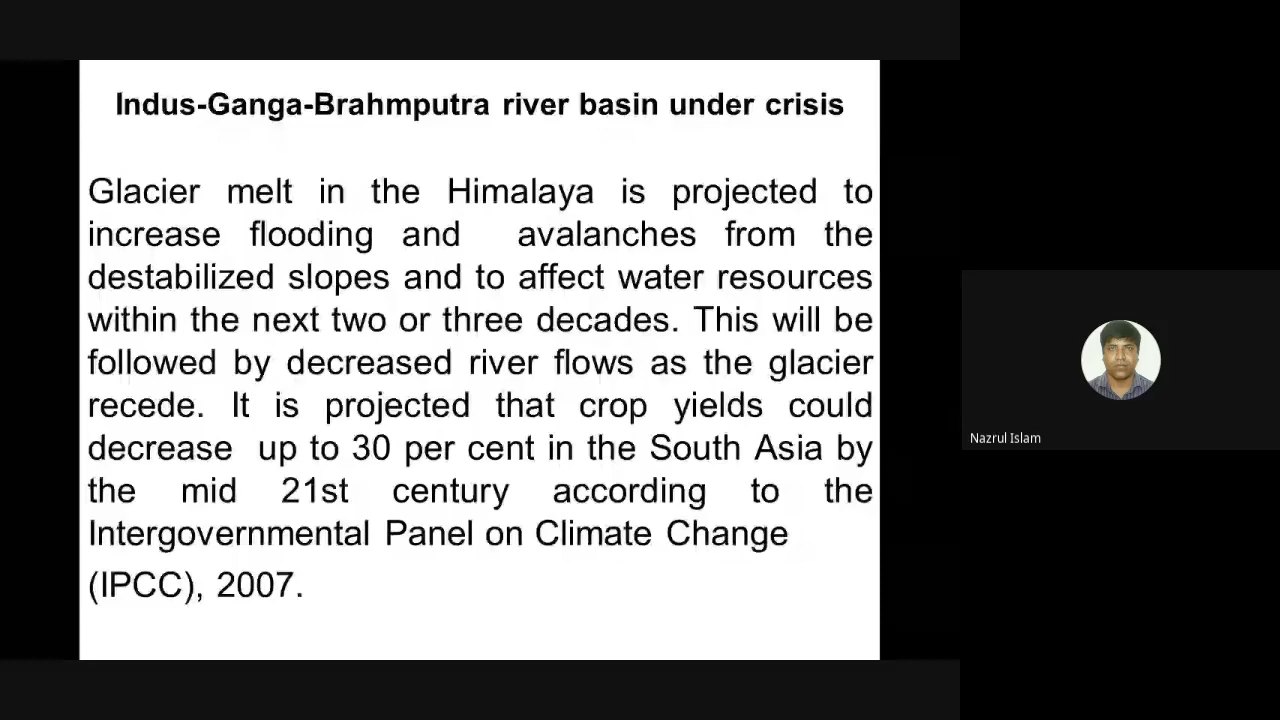 Indus-Ganga-Brahmputra river basin under crisis
Glacier melt in the Himalaya is projected to
increase flooding and avalanches from the
destabilized slopes and to affect water resources
within the next two or three decades. This will be
followed by decreased river flows as the glacier
recede. It is projected that crop yields could
decrease up to 30 per cent in the South Asia by
the mid 21st century according to the
Intergovernmental Panel on Climate Change
(IPCC), 2007.
Nazrul Islam